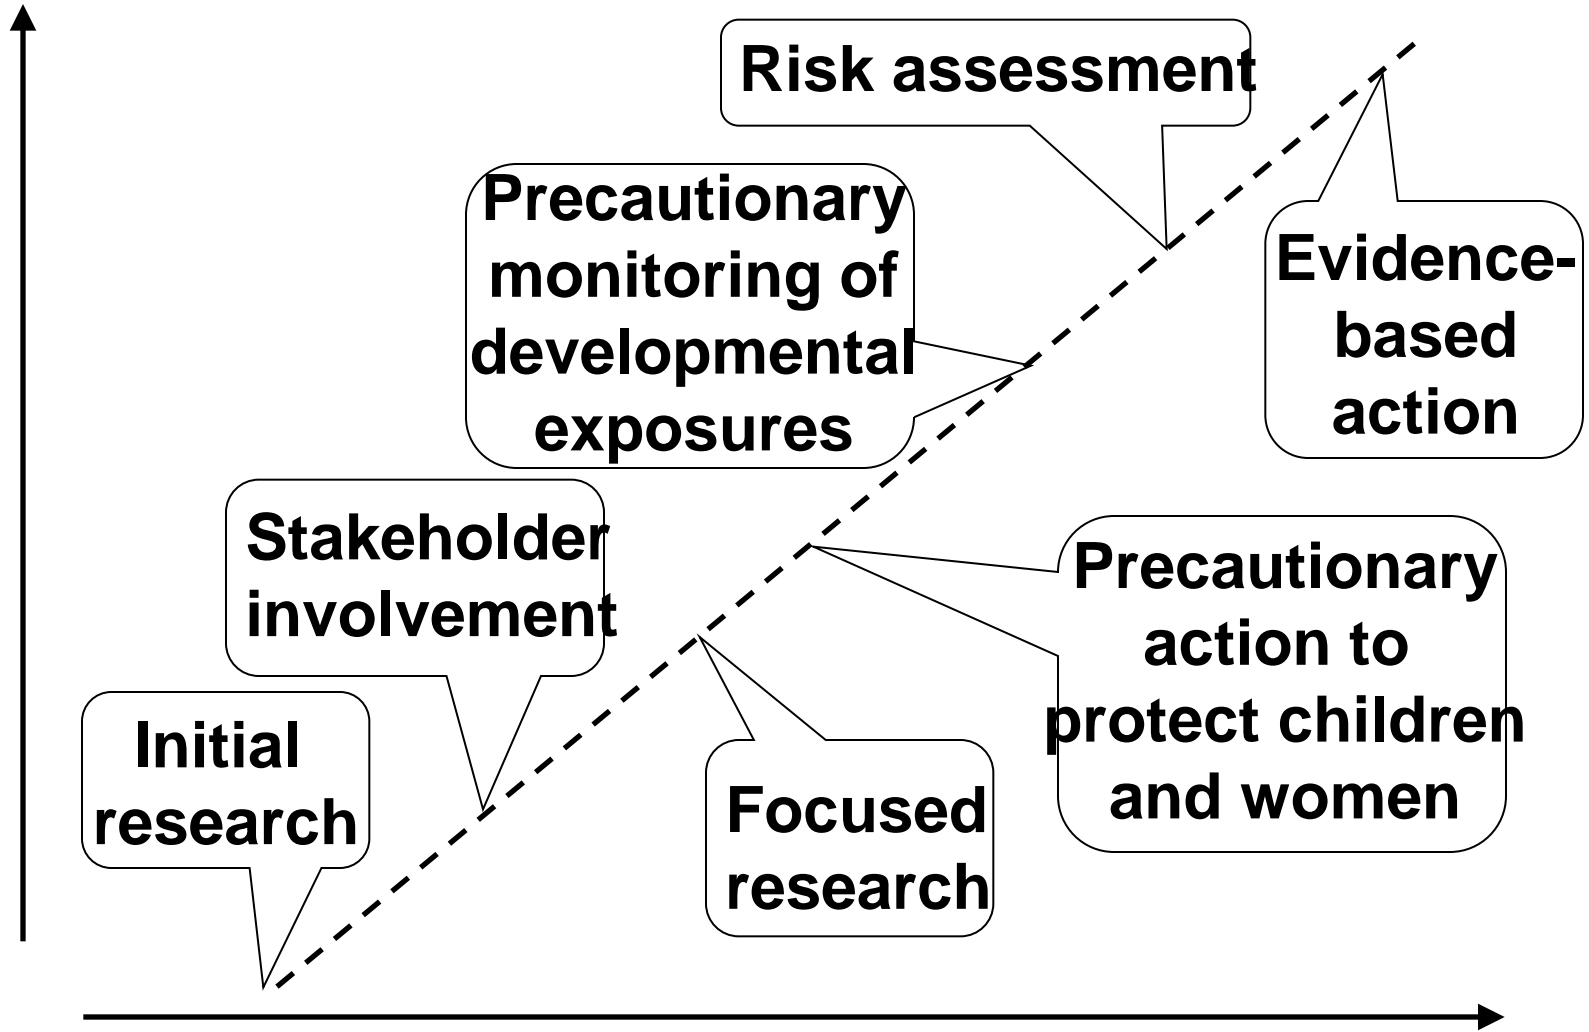 Risk assessment
Precautionary
monitoring of
developmental
exposures
Evidence-
based
action
Stakeholder
involvement
Precautionary
action to
protect children
and women
Initial
research
Focused
research